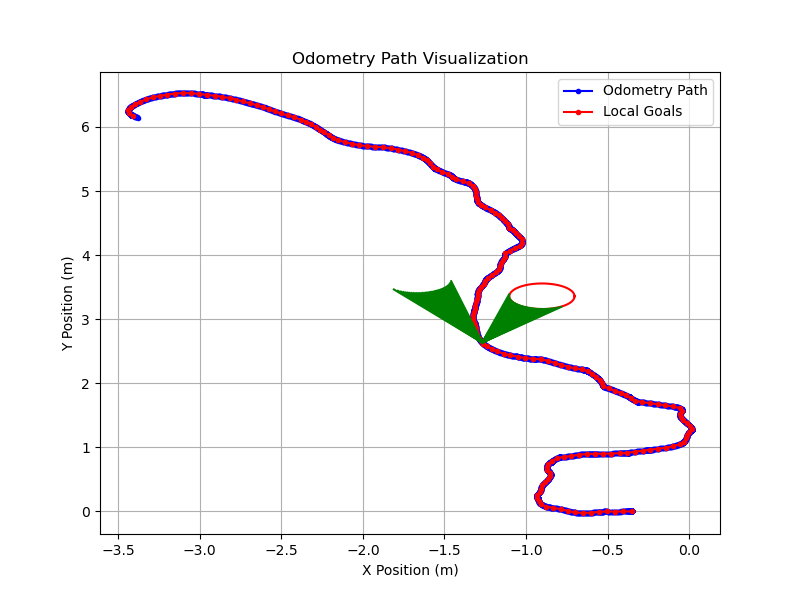 Odometry Path Visualization
Odometry Path
Local Goals
Y Position (m)
6
5
4
3
2
1
0
−3.5 −3.0 −2.5 −2.0 −1.5 −1.0 −0.5 0.0
X Position (m)